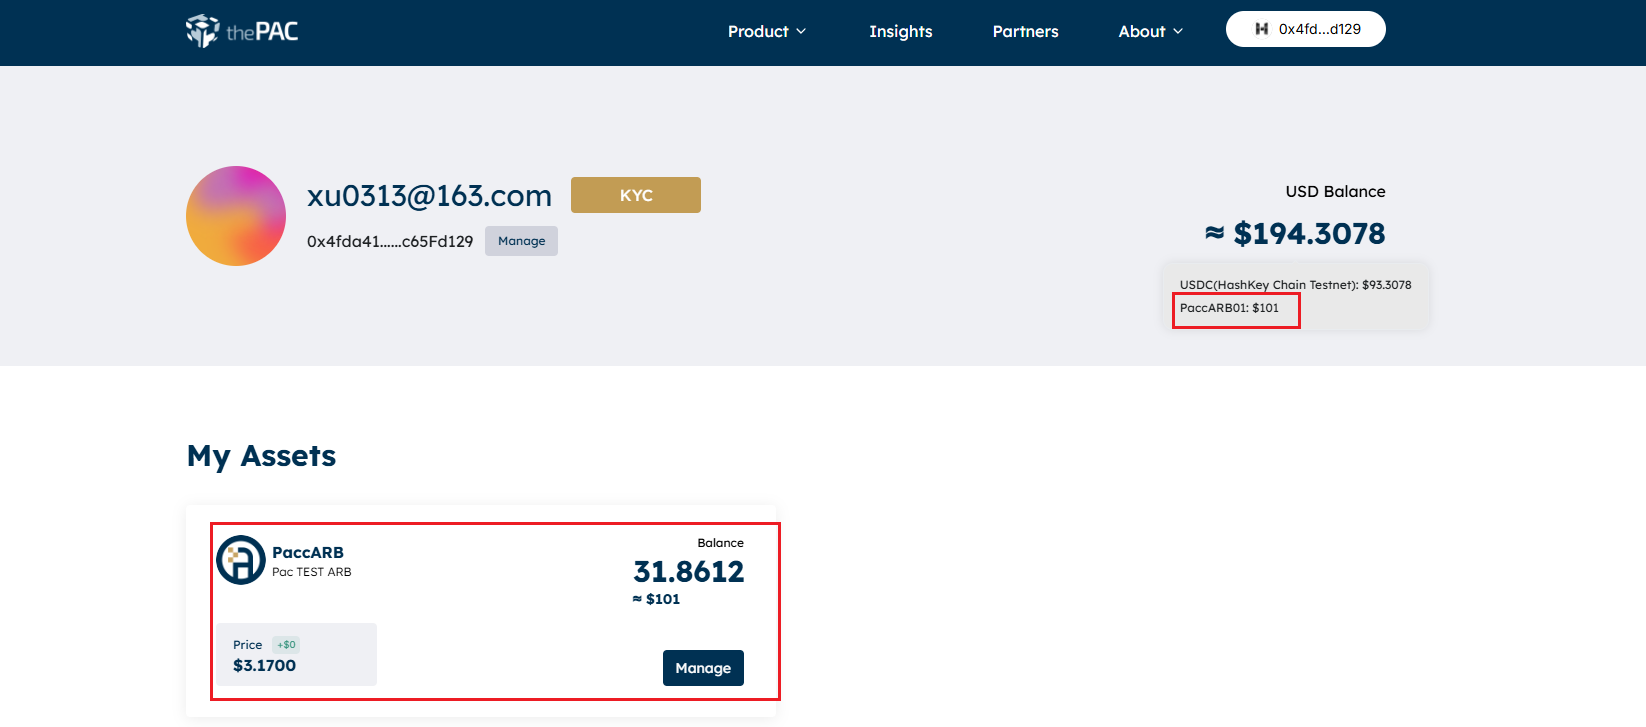 thePAC
Product
Insights
Partners
About
0x4fd...d129
xu0313@163.com
KYC
0x4fda41......c65Fd129
Manage
USD Balance
≈ $194.3078
USDC(HashKey Chain Testnet): $93.3078
PaccARB01: $101
My Assets
PaccARB
Pac TEST ARB
Balance
31.8612
≈ $101
Price +$0
$3.1700
Manage